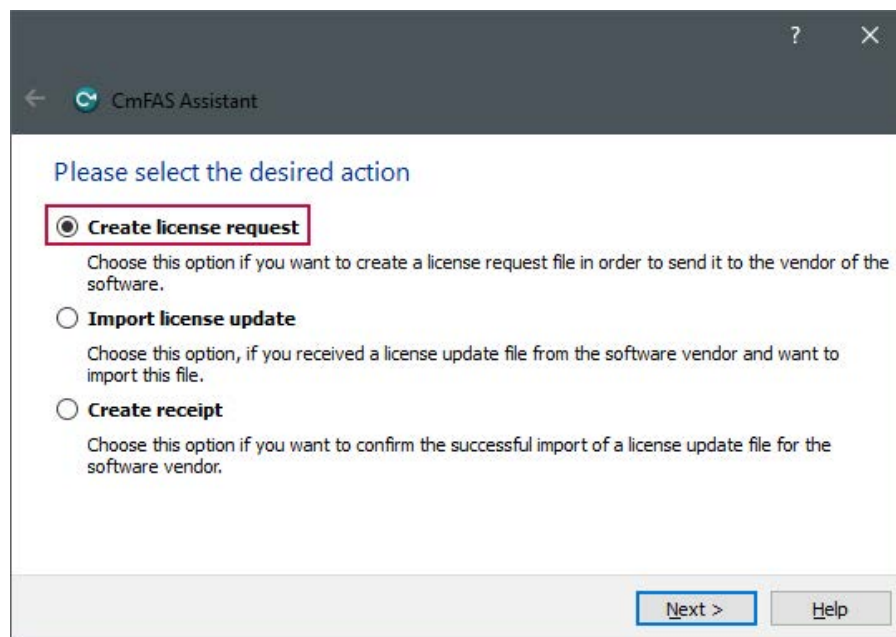 ?
CmFAS Assistant
Please select the desired action
Create license request
Choose this option if you want to create a license request file in order to send it to the vendor of the
software.
Import license update
Choose this option, if you received a license update file from the software vendor and want to
import this file.
Create receipt
Choose this option if you want to confirm the successful import of a license update file for the
software vendor.
Next >
Help